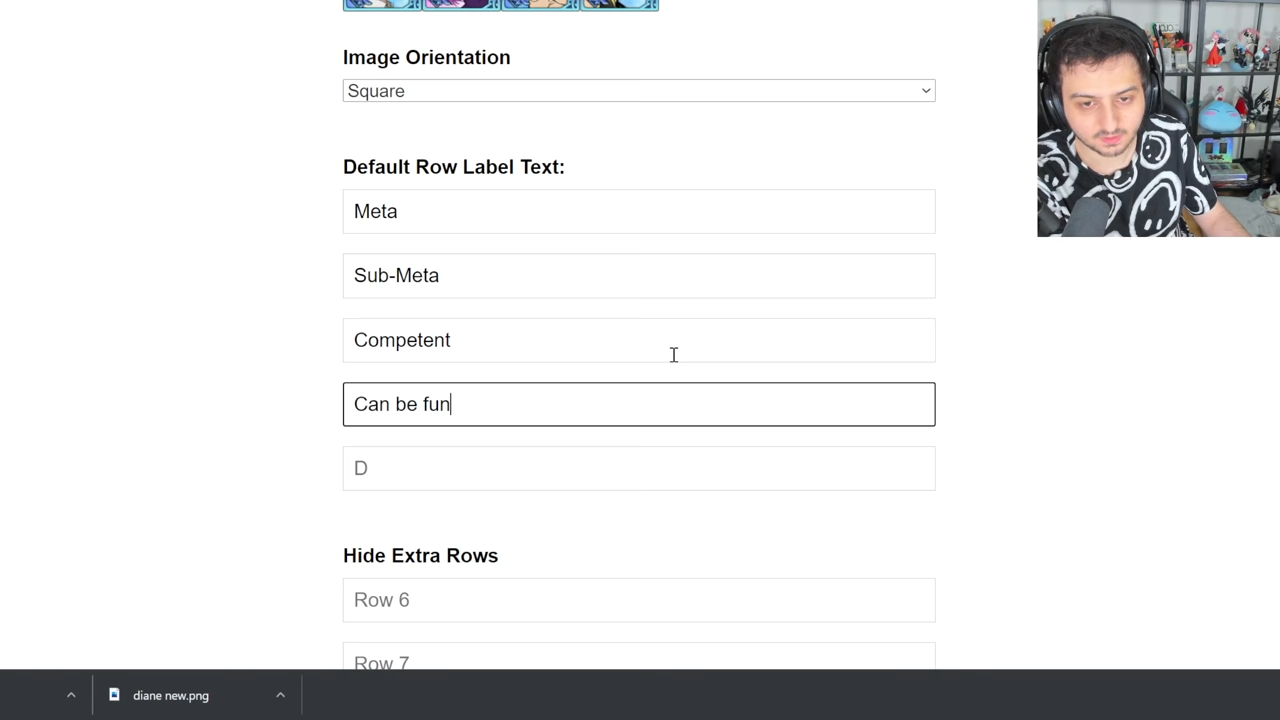 Image Orientation
Square
Default Row Label Text:
Meta
Sub-Meta
Competent
Can be fun
D
Hide Extra Rows
Row 6
Row 7
diane new.png